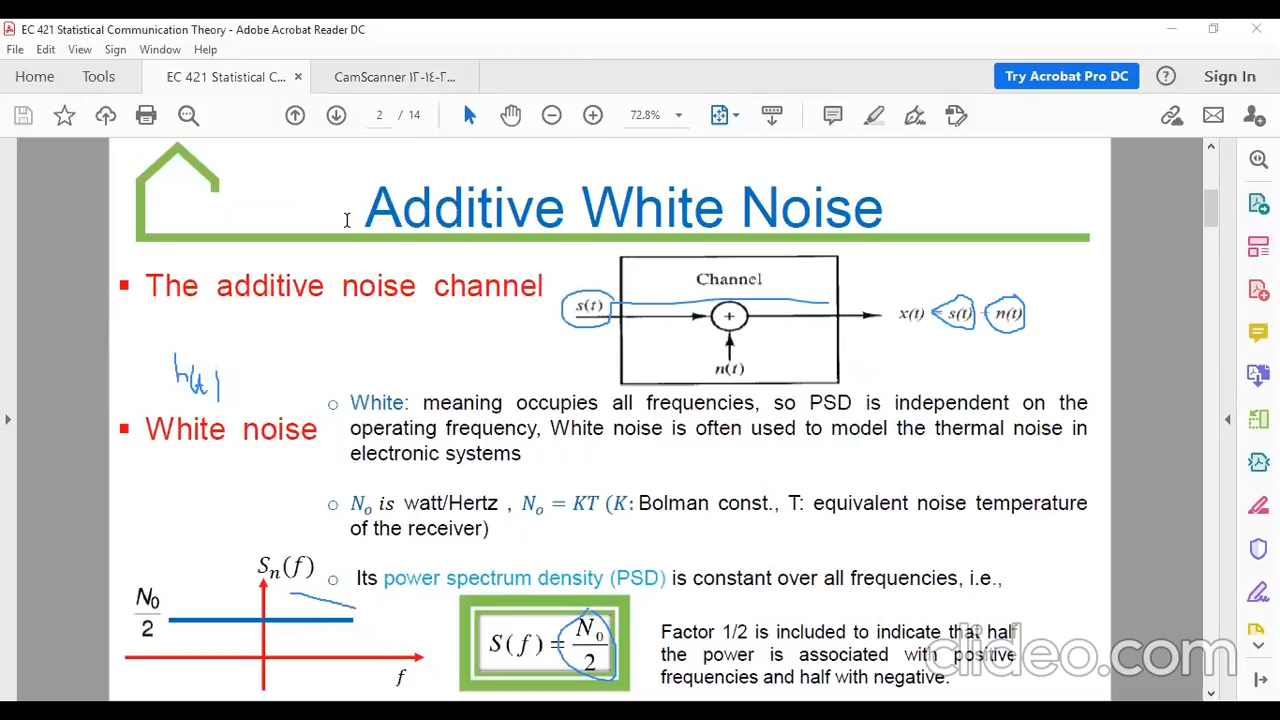 EC 421 Statistical Communication Theory - Adobe Acrobat Reader DC
File Edit View Sign Window Help
Home Tools EC 421 Statistical C... × CamScanner ١٢-٠١٤-٢... Try Acrobat Pro DC Sign In
2 / 14 72.8%
Additive White Noise
▪ The additive noise channel
Channel
s(t) + x(t) = s(t) + n(t)
n(t)
h(t)
▪ White noise
○ White: meaning occupies all frequencies, so PSD is independent on the
operating frequency, White noise is often used to model the thermal noise in
electronic systems
○ N₀ is watt/Hertz , N₀ = KT (K: Bolman const., T: equivalent noise temperature
of the receiver)
○ Its power spectrum density (PSD) is constant over all frequencies, i.e.,
Sₙ(f)
N₀/2
f
S(f) = N₀/2
Factor 1/2 is included to indicate that half
the power is associated with positive
frequencies and half with negative.
clideo.com